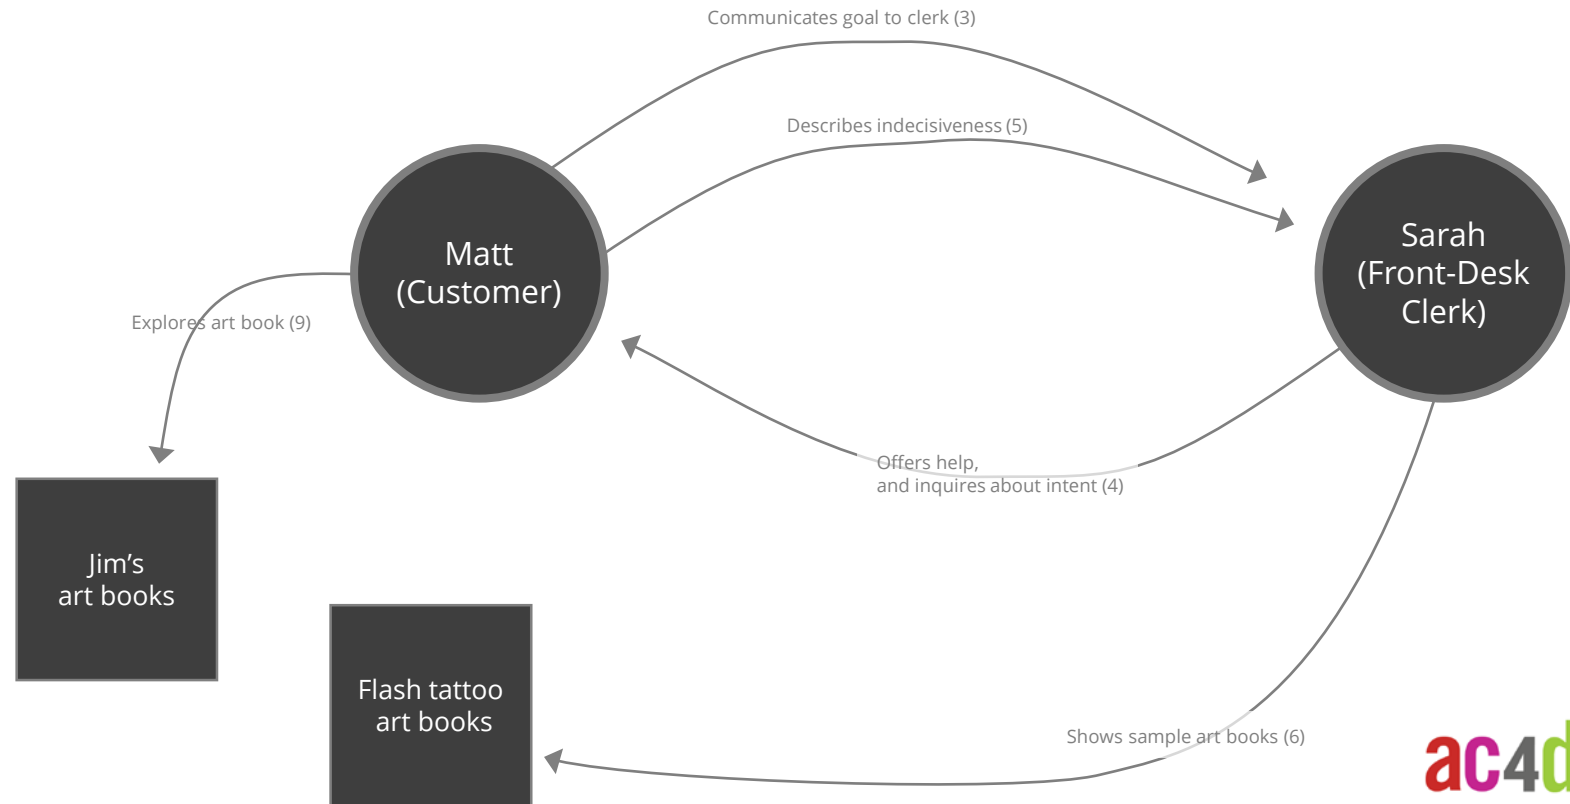 Communicates goal to clerk (3)
Describes indecisiveness (5)
Matt
(Customer)
Sarah
(Front-Desk
Clerk)
Explores art book (9)
Offers help,
and inquires about intent (4)
Jim’s
art books
Flash tattoo
art books
Shows sample art books (6)
ac4d